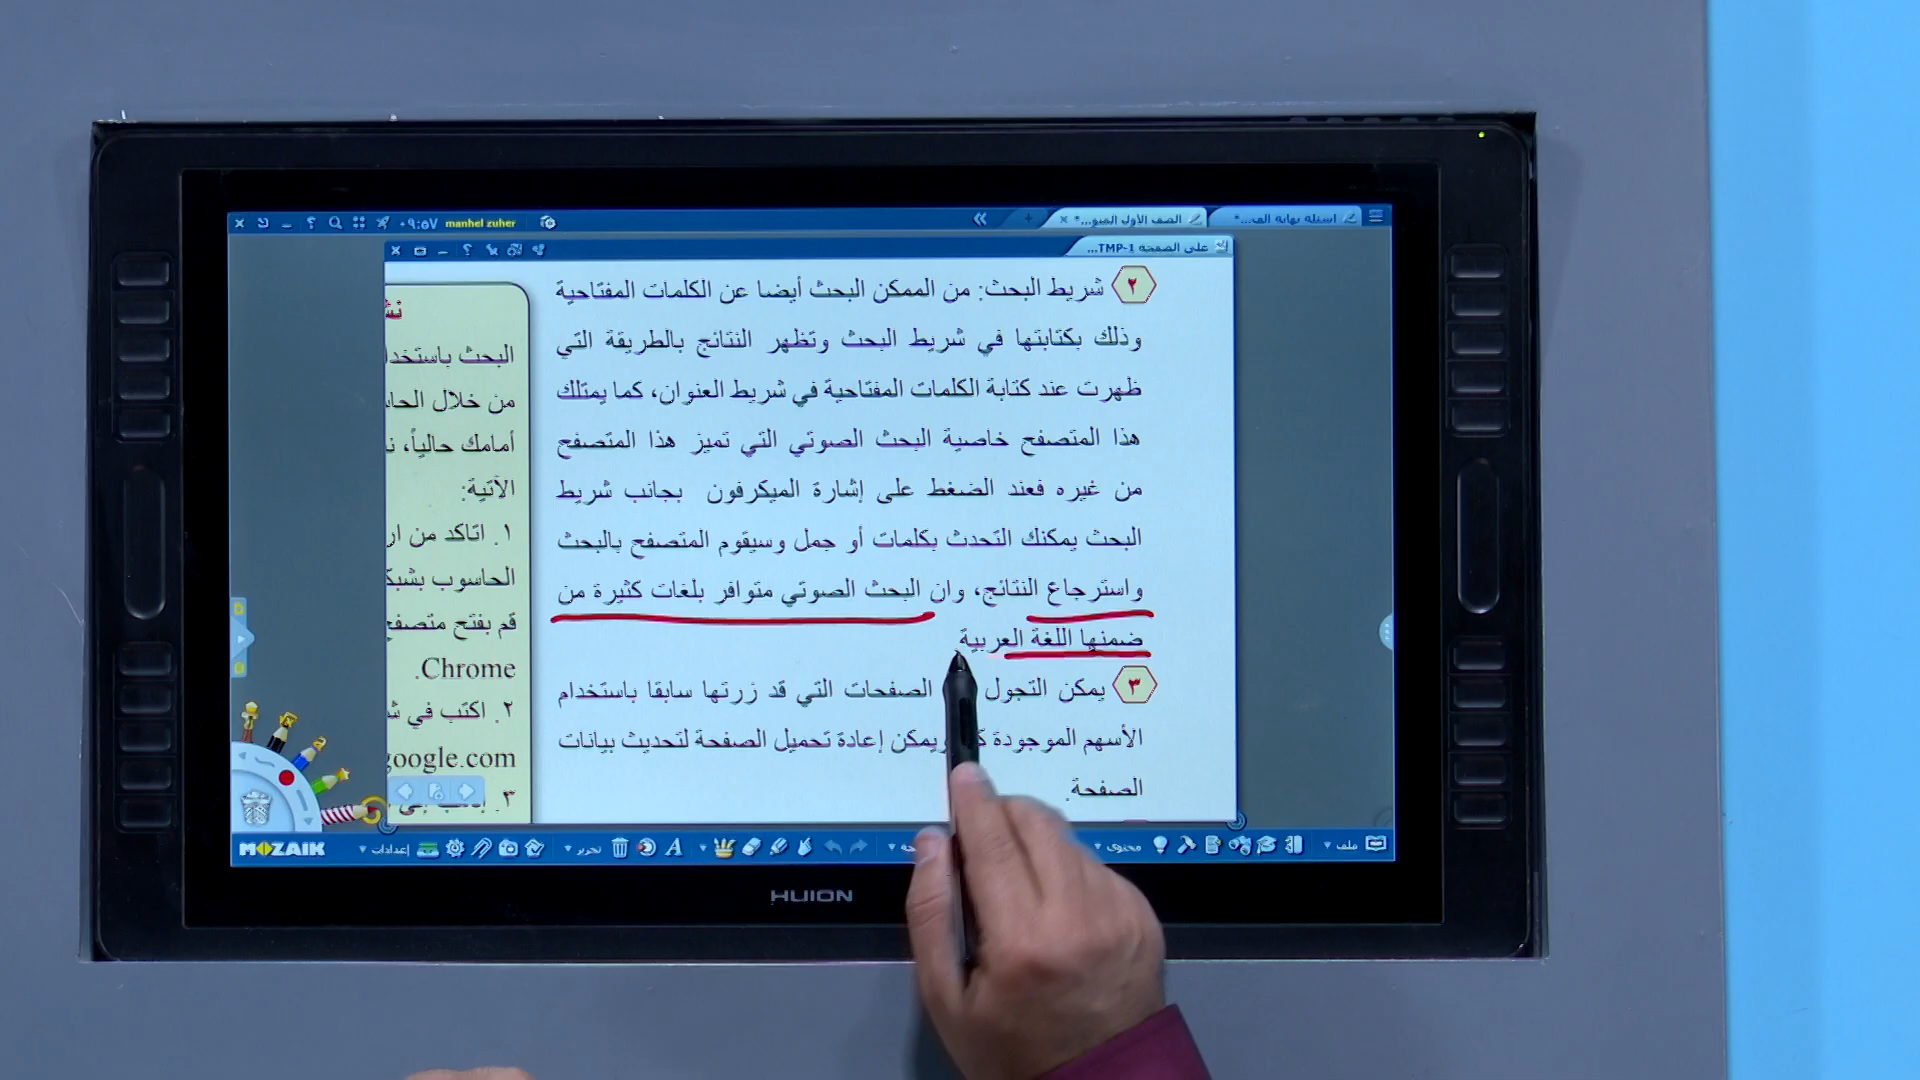 اسئلة نهاية الف...*
الصف الأول المتو...*
manhel zuher
٠٩:٥٧
على الصفحة TMP-1...
٢ شريط البحث: من الممكن البحث أيضا عن الكلمات المفتاحية
وذلك بكتابتها في شريط البحث وتظهر النتائج بالطريقة التي
ظهرت عند كتابة الكلمات المفتاحية في شريط العنوان، كما يمتلك
هذا المتصفح خاصية البحث الصوتي التي تميز هذا المتصفح
من غيره فعند الضغط على إشارة الميكرفون بجانب شريط
البحث يمكنك التحدث بكلمات أو جمل وسيقوم المتصفح بالبحث
واسترجاع النتائج، وان البحث الصوتي متوافر بلغات كثيرة من
ضمنها اللغة العربية
٣ يمكن التجول الصفحات التي قد زرتها سابقا باستخدام
الأسهم الموجودة ويمكن إعادة تحميل الصفحة لتحديث بيانات
الصفحة.
البحث باستخدا
من خلال الحا
أمامك حالياً،
الآتية:
١. اتاكد من
الحاسوب بشبك
قم بفتح متصفح
Chrome.
٢. اكتب في
google.com
٣.
ملف
محتوى
تحرير
إعدادات
MOZAIK
HUION